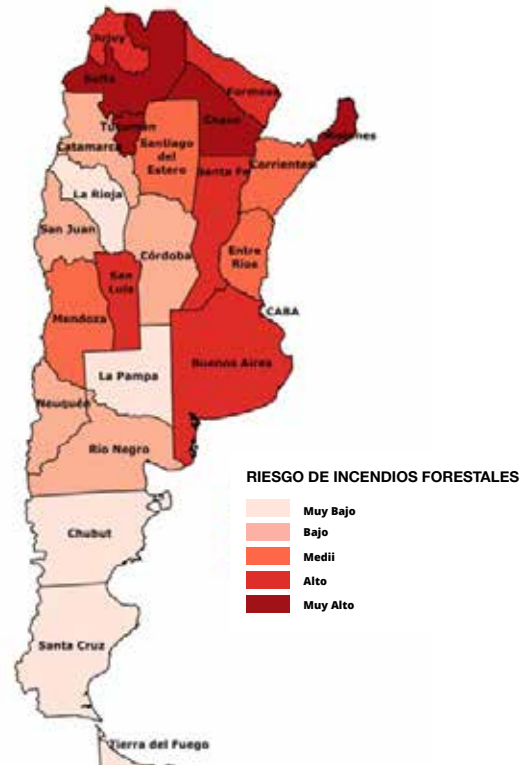 Jujuy
Salta
Formosa
Chaco
Tucumán
Misiones
Catamarca
Santiago
del
Estero
Corrientes
Santa Fe
La Rioja
San Juan
Córdoba
Entre
Ríos
San
Luis
CABA
Mendoza
Buenos Aires
La Pampa
Neuquén
Río Negro
RIESGO DE INCENDIOS FORESTALES
Muy Bajo
Bajo
Medii
Alto
Muy Alto
Chubut
Santa Cruz
Tierra del Fuego